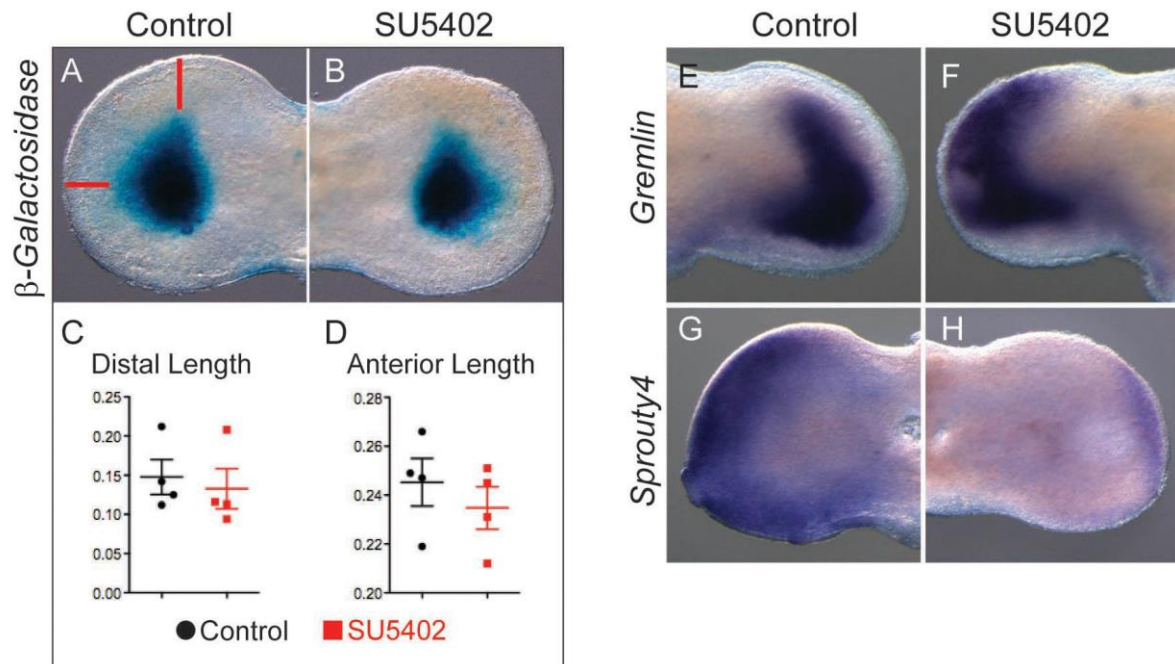 Control SU5402
β-Galactosidase
A B
C D
Distal Length Anterior Length
0.25
0.20
0.15
0.10
0.05
0.00
0.28
0.26
0.24
0.22
0.20
Control SU5402
Control SU5402
Gremlin
E F
Sprouty4
G H